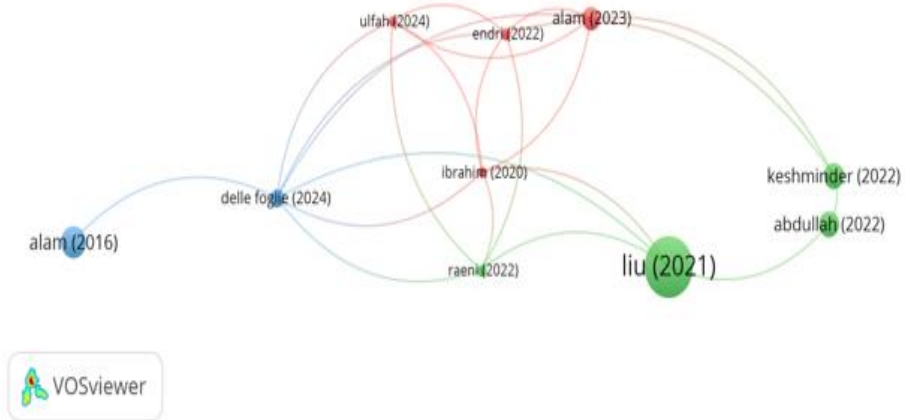 ulfah (2024)
endri (2022)
alam (2023)
ibrahim (2020)
keshminder (2022)
delle foglie (2024)
abdullah (2022)
alam (2016)
raeni (2022)
liu (2021)
VOSviewer